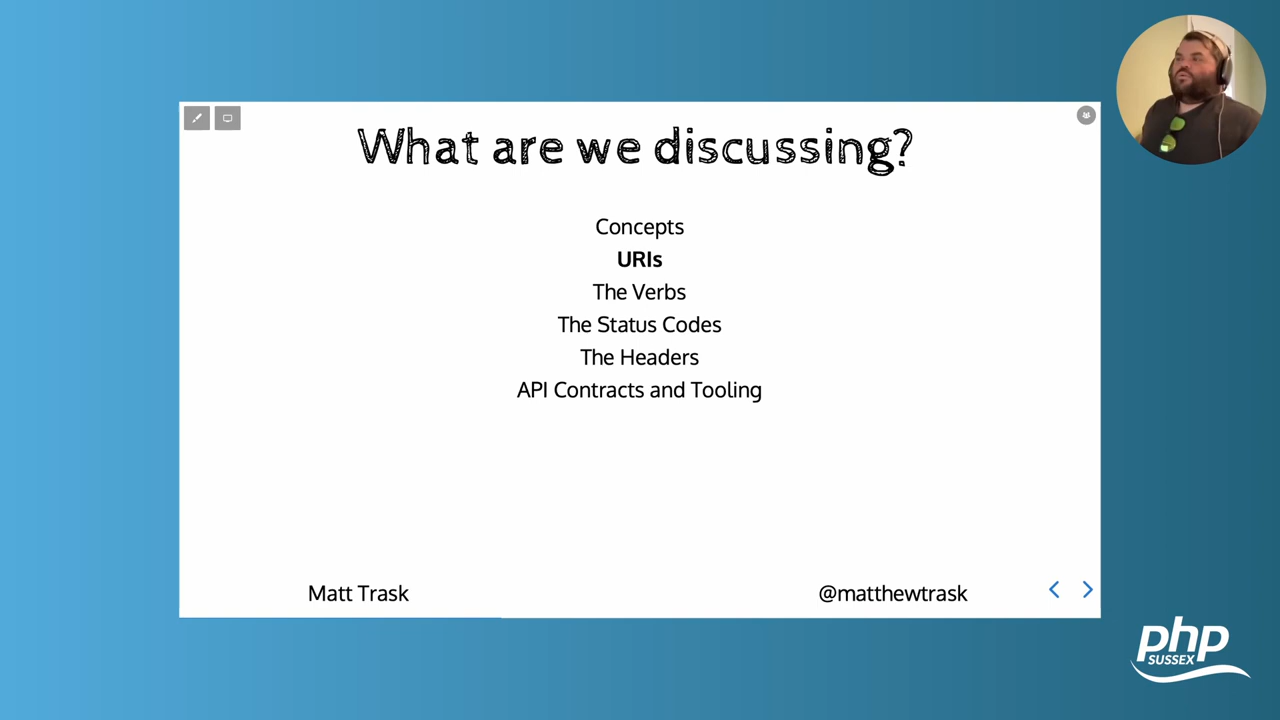 What are we discussing?
Concepts
URIs
The Verbs
The Status Codes
The Headers
API Contracts and Tooling
Matt Trask
@matthewtrask
php
SUSSEX